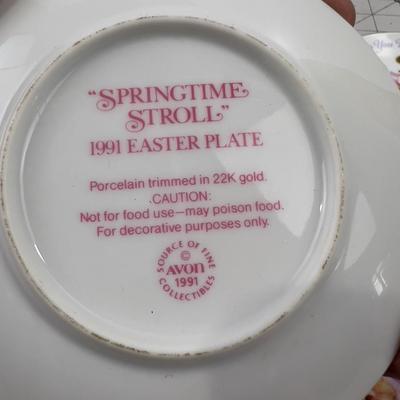 "SPRINGTIME
STROLL"
1991 EASTER PLATE
Porcelain trimmed in 22K gold.
.CAUTION:
Not for food use—may poison food.
For decorative purposes only.
SOURCE OF FINE
©
AVON
1991
COLLECTIBLES